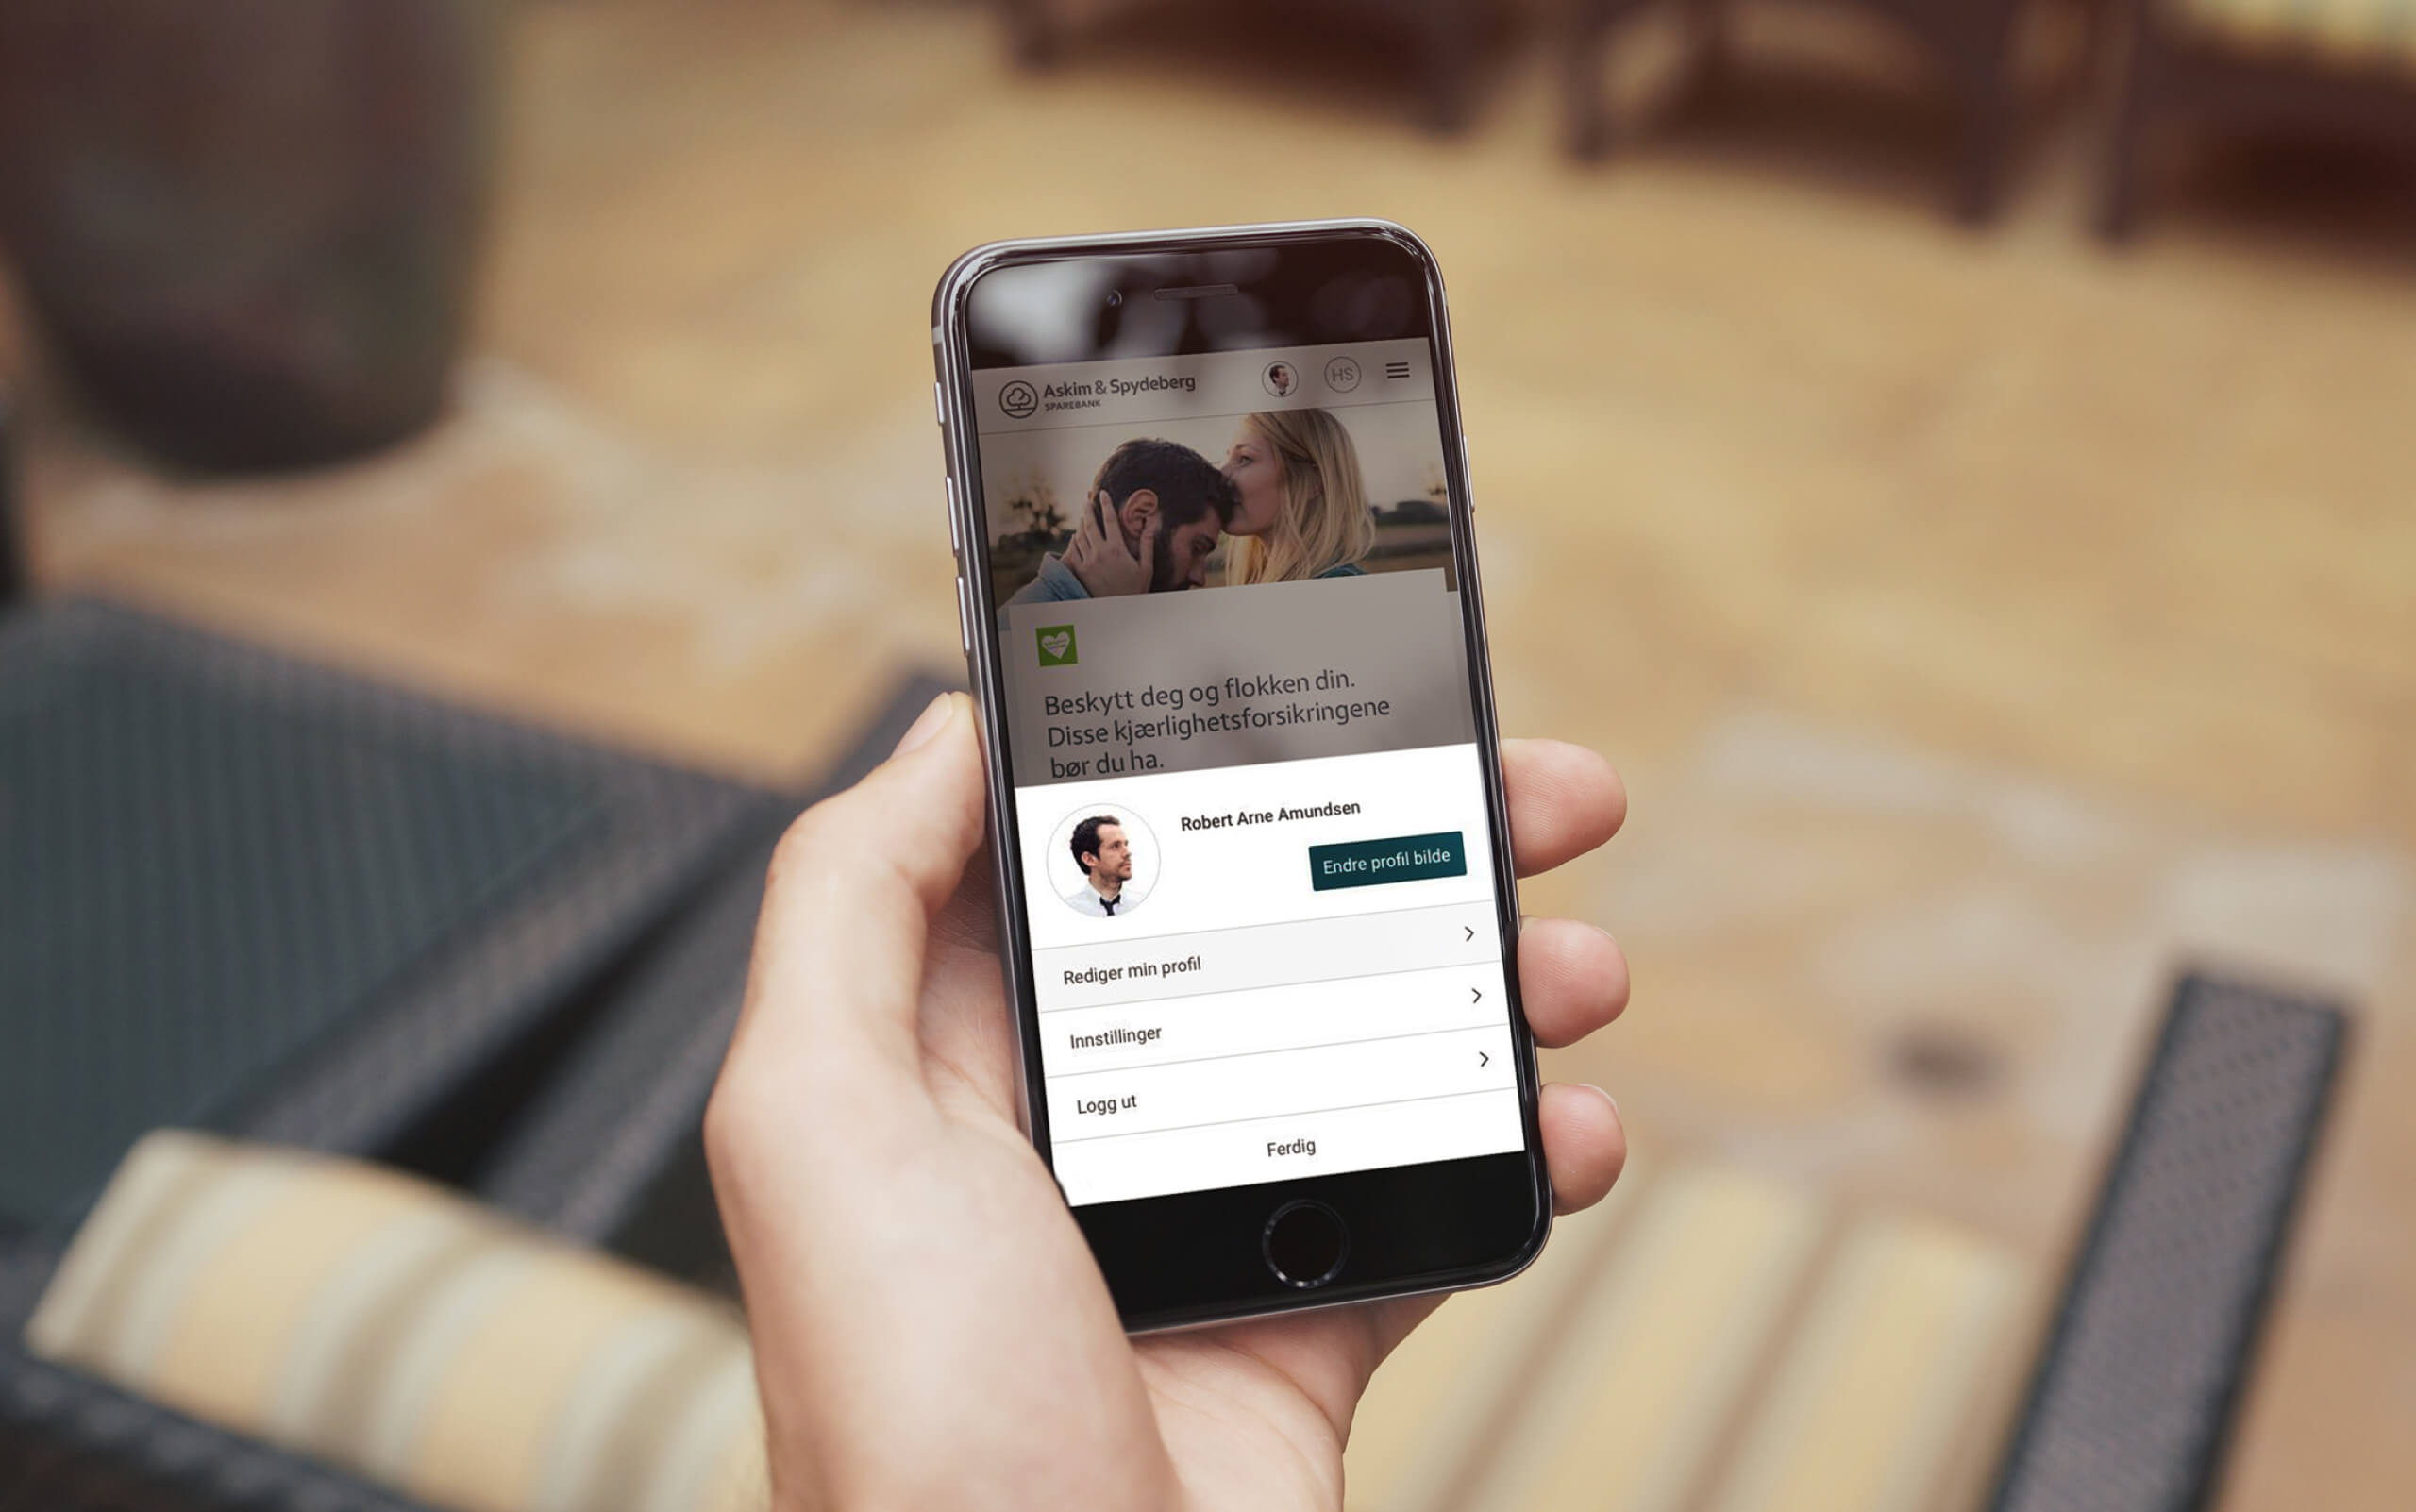 Askim & Spydeberg
SPAREBANK
HS
Beskytt deg og flokken din.
Disse kjærlighetsforsikringene
bør du ha.
Robert Arne Amundsen
Endre profil bilde
Rediger min profil
Innstillinger
Logg ut
Ferdig